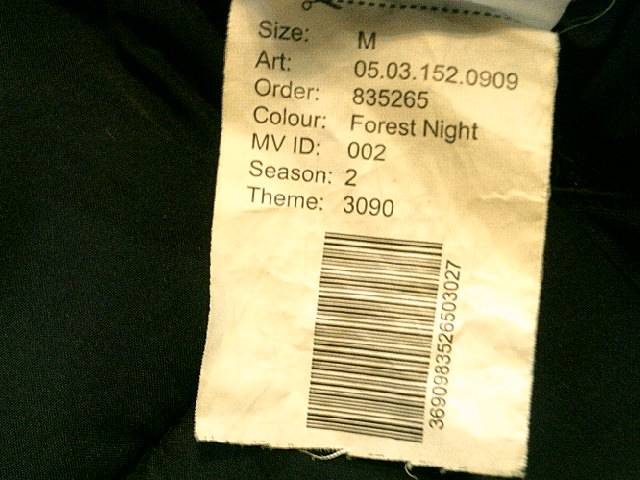 Size: M
Art: 05.03.152.0909
Order: 835265
Colour: Forest Night
MV ID: 002
Season: 2
Theme: 3090
3690983526503027